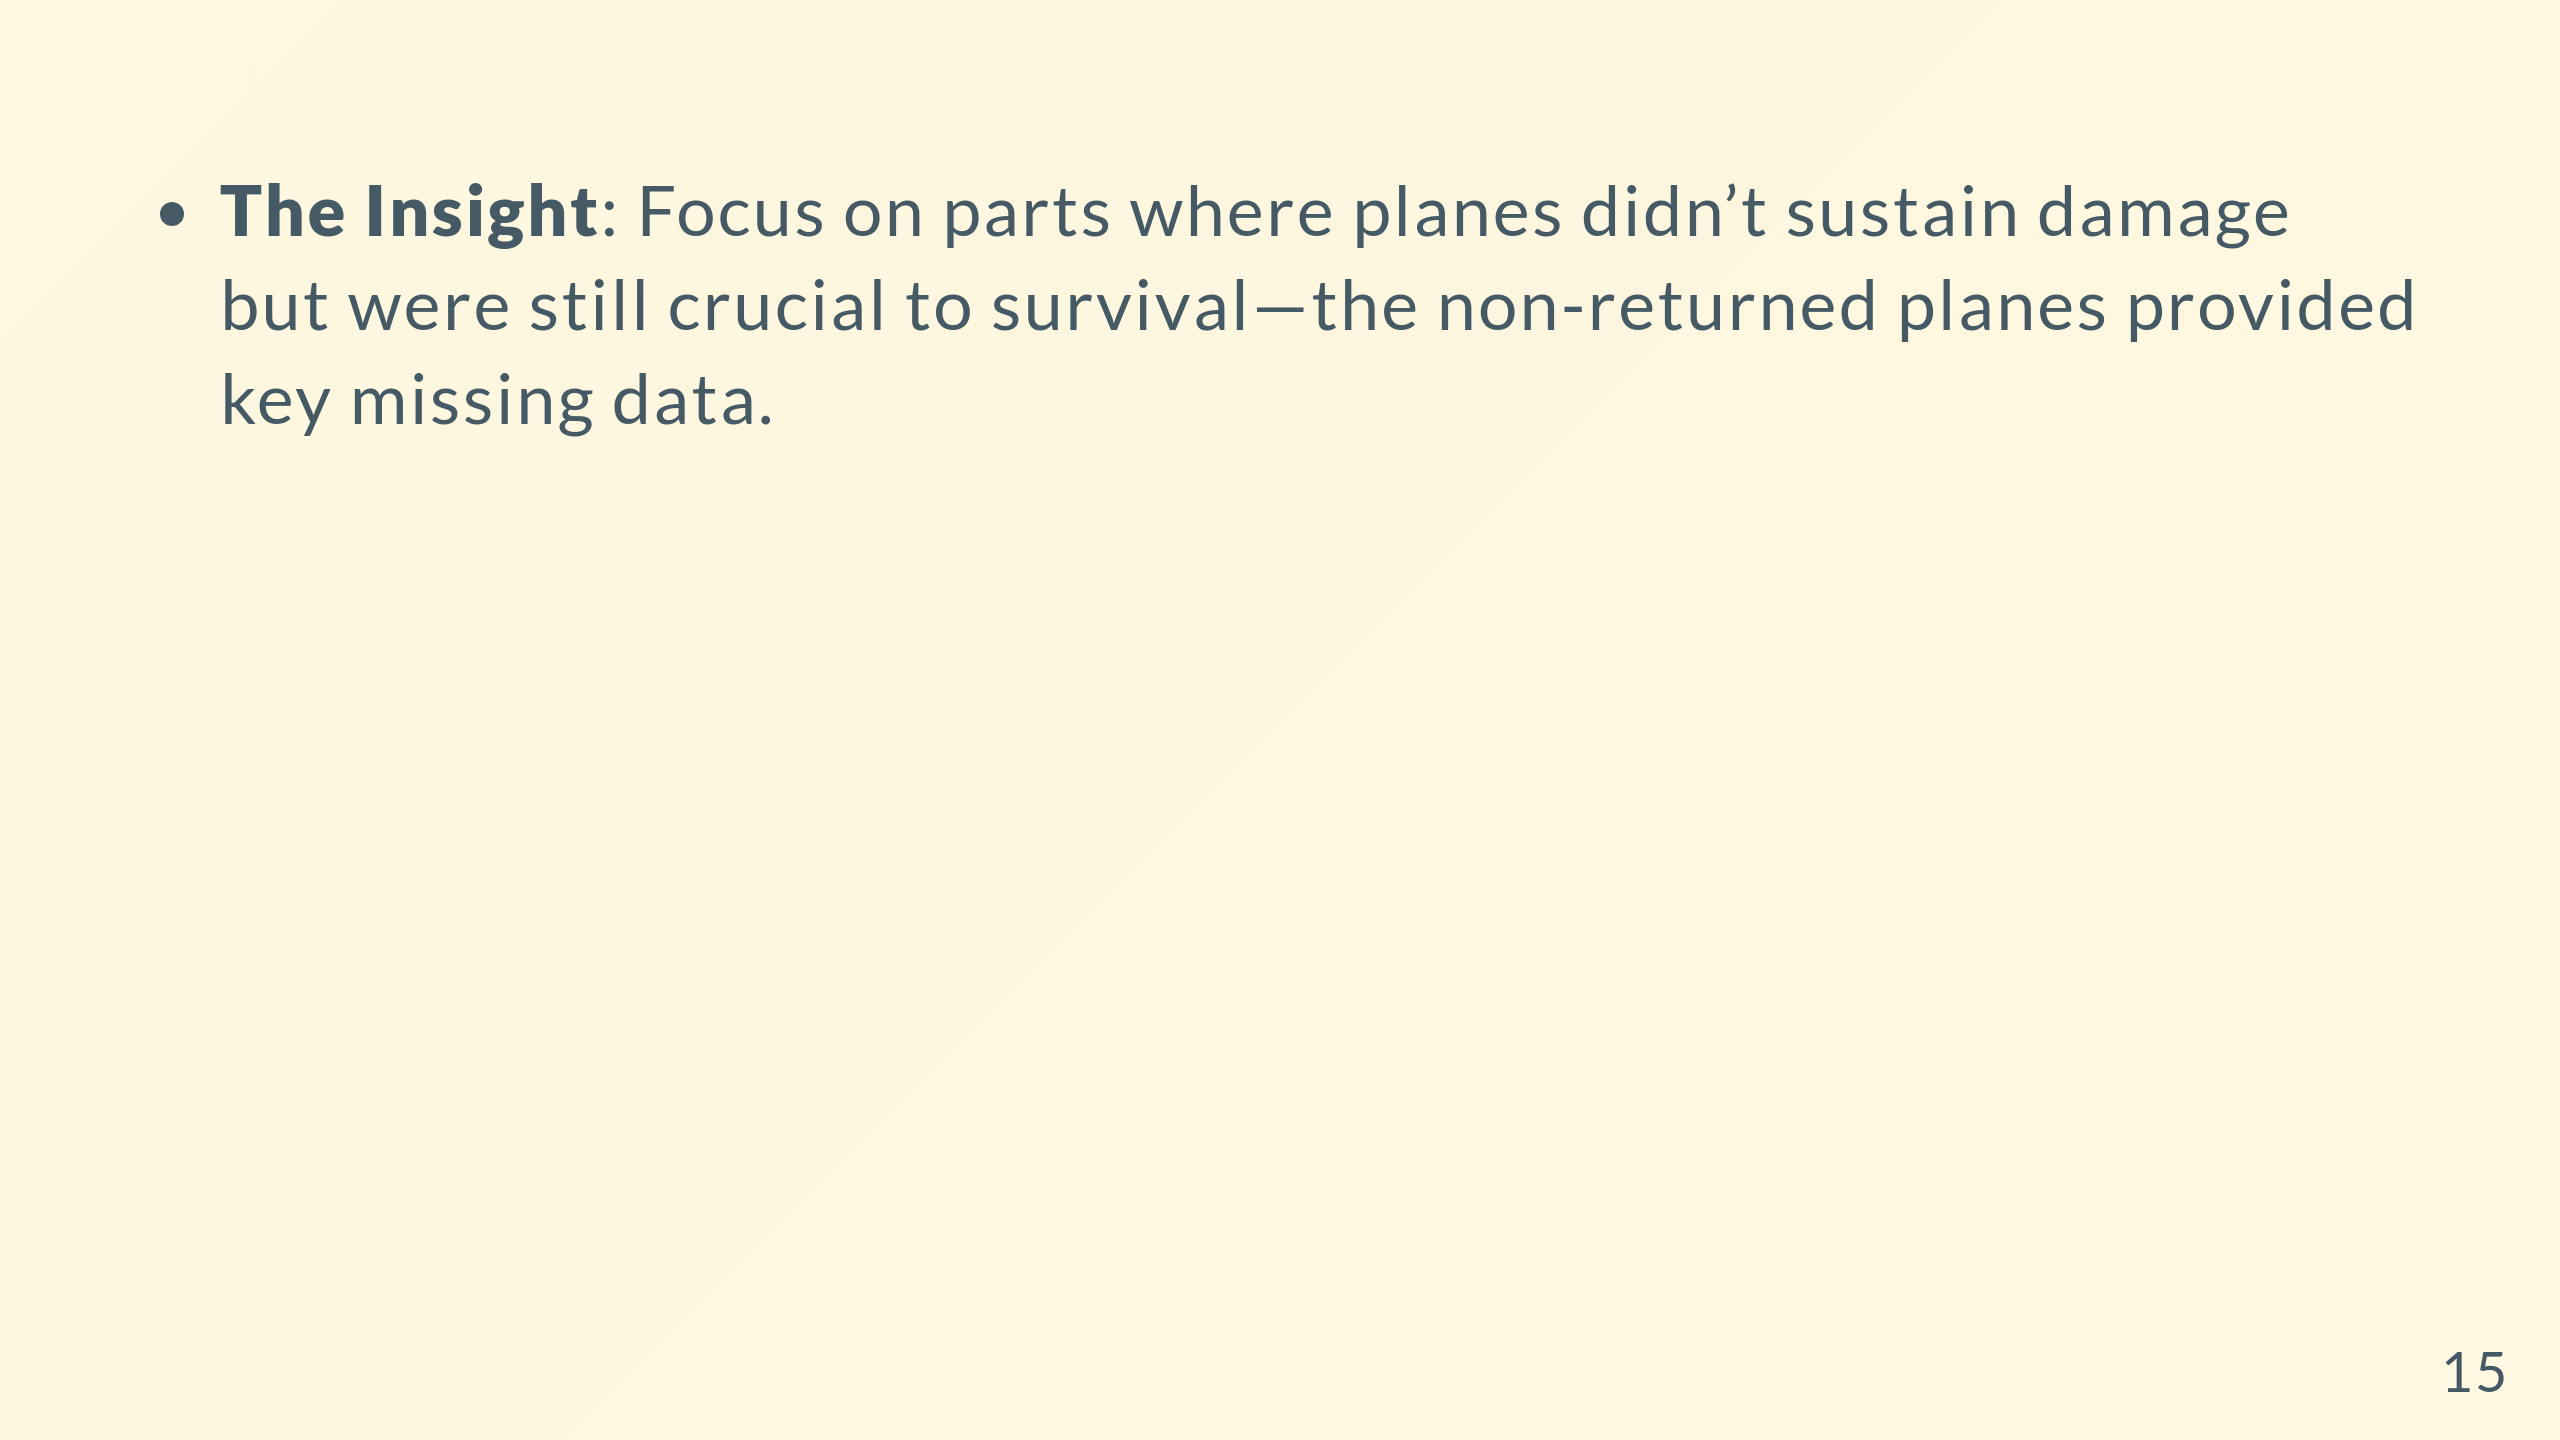 • The Insight: Focus on parts where planes didn’t sustain damage
but were still crucial to survival—the non-returned planes provided
key missing data.
15